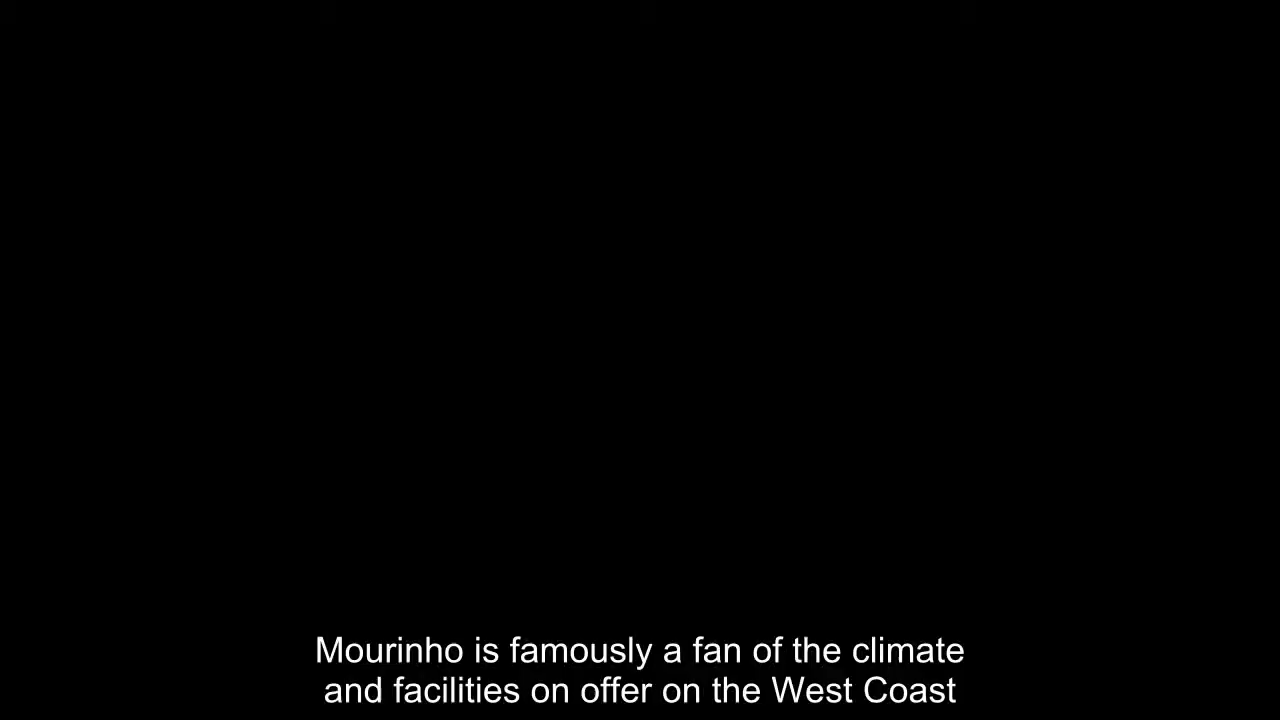 Mourinho is famously a fan of the climate
and facilities on offer on the West Coast